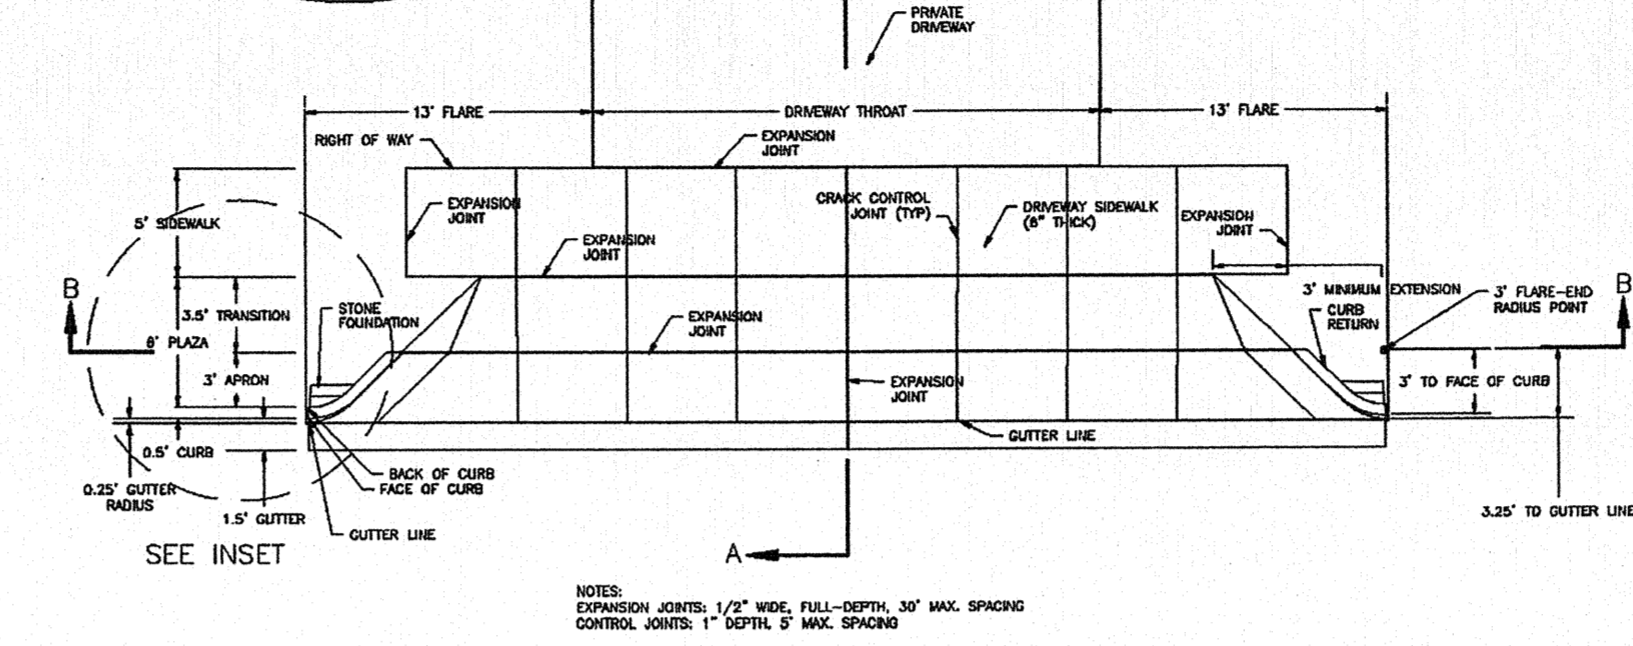 PRIVATE
DRIVEWAY
13' FLARE
DRIVEWAY THROAT
13' FLARE
RIGHT OF WAY
EXPANSION
JOINT
5' SIDEWALK
EXPANSION
JOINT
EXPANSION
JOINT
CRACK CONTROL
JOINT (TYP)
DRIVEWAY SIDEWALK
(6" THICK)
EXPANSION
JOINT
B
3.5' TRANSITION
6' PLAZA
3' APRON
STONE
FOUNDATION
EXPANSION
JOINT
3' MINIMUM EXTENSION
CURB
RETURN
3' FLARE-END
RADIUS POINT
B
EXPANSION
JOINT
3' TO FACE OF CURB
0.5' CURB
GUTTER LINE
BACK OF CURB
FACE OF CURB
0.25' GUTTER
RADIUS
1.5' GUTTER
GUTTER LINE
3.25' TO GUTTER LINE
SEE INSET
A
NOTES:
EXPANSION JOINTS: 1/2" WIDE, FULL-DEPTH, 30' MAX. SPACING
CONTROL JOINTS: 1" DEPTH, 5' MAX. SPACING